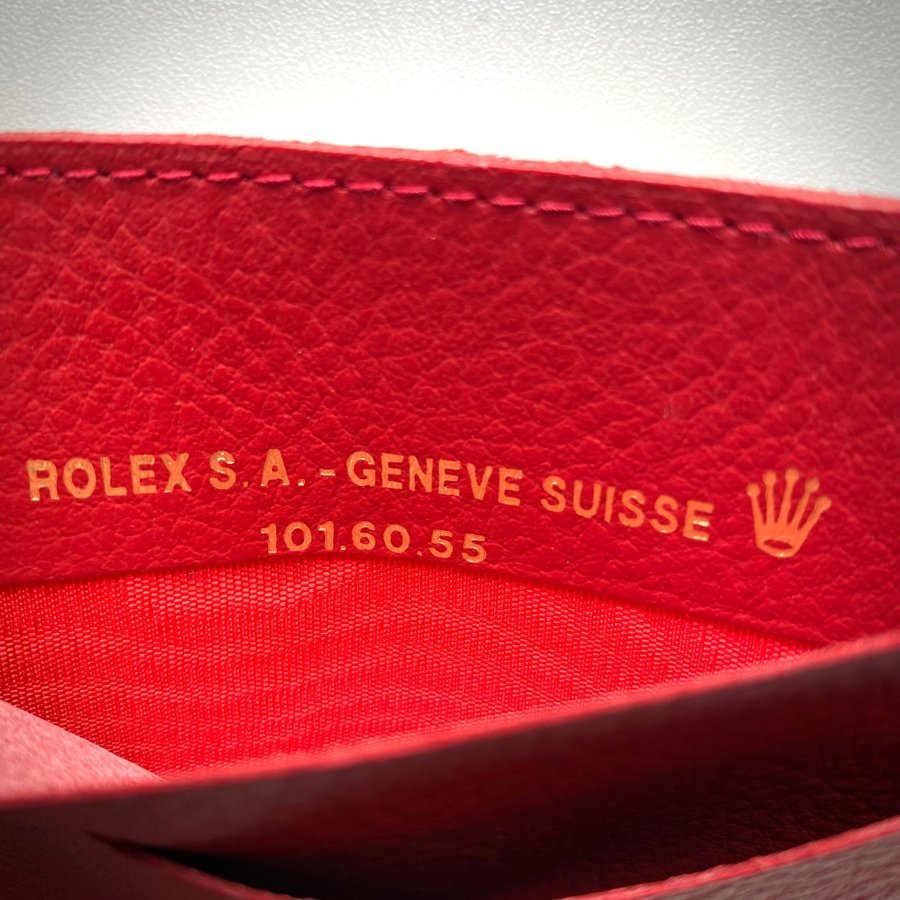 ROLEX S.A.-GENEVE SUISSE
101.60.55